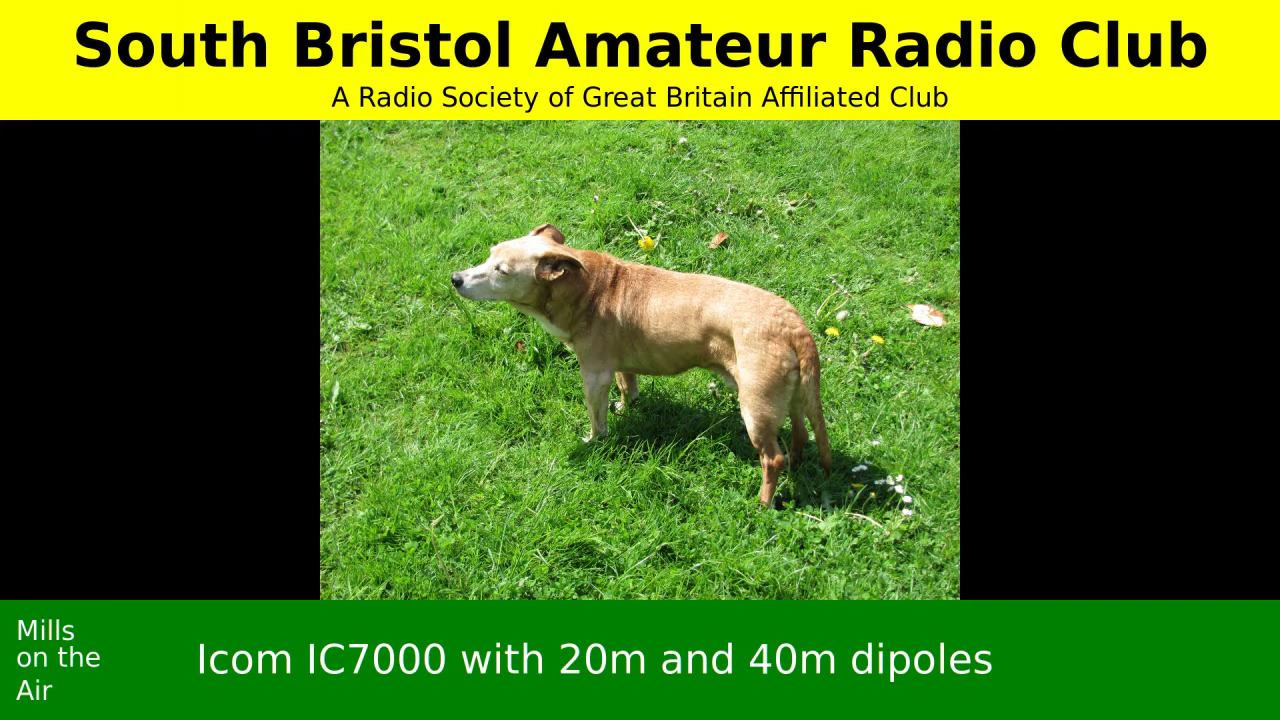 South Bristol Amateur Radio Club
A Radio Society of Great Britain Affiliated Club
Mills
on the
Air
Icom IC7000 with 20m and 40m dipoles